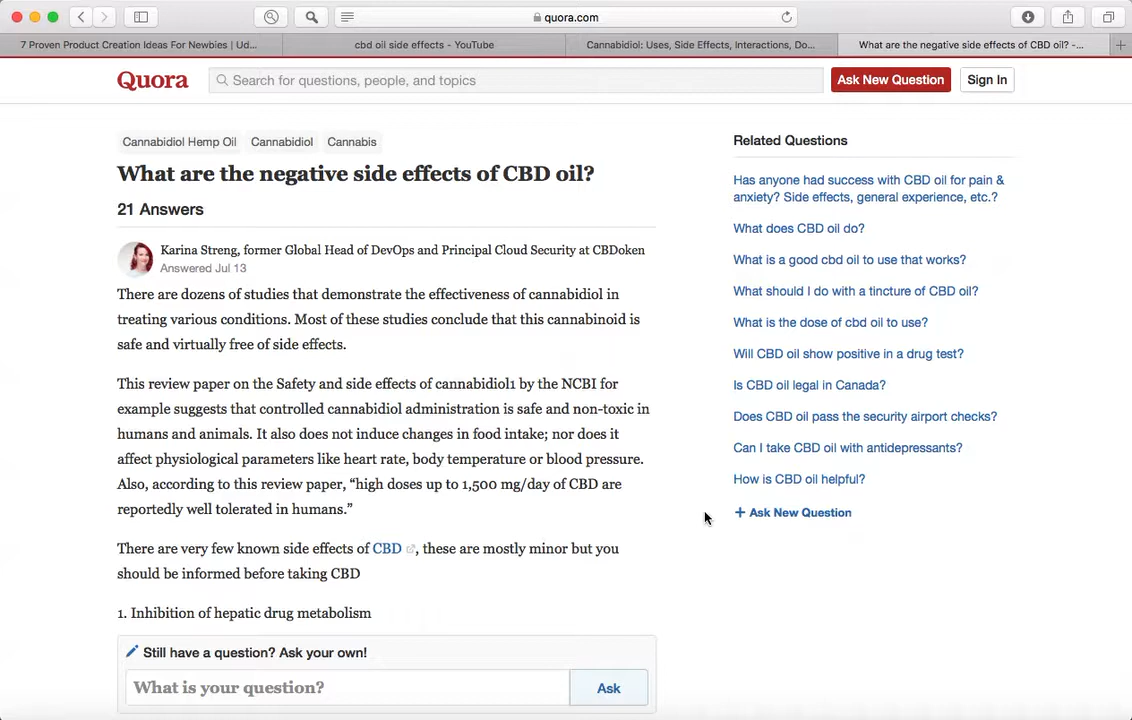 quora.com
7 Proven Product Creation Ideas For Newbies | Ud...
cbd oil side effects - YouTube
Cannabidiol: Uses, Side Effects, Interactions, Do...
What are the negative side effects of CBD oil? -...
Quora
Search for questions, people, and topics
Ask New Question
Sign In
Cannabidiol Hemp Oil
Cannabidiol
Cannabis
What are the negative side effects of CBD oil?
21 Answers
Karina Streng, former Global Head of DevOps and Principal Cloud Security at CBDoken
Answered Jul 13
There are dozens of studies that demonstrate the effectiveness of cannabidiol in
treating various conditions. Most of these studies conclude that this cannabinoid is
safe and virtually free of side effects.
This review paper on the Safety and side effects of cannabidiol1 by the NCBI for
example suggests that controlled cannabidiol administration is safe and non-toxic in
humans and animals. It also does not induce changes in food intake; nor does it
affect physiological parameters like heart rate, body temperature or blood pressure.
Also, according to this review paper, “high doses up to 1,500 mg/day of CBD are
reportedly well tolerated in humans.”
There are very few known side effects of CBD , these are mostly minor but you
should be informed before taking CBD
1. Inhibition of hepatic drug metabolism
Still have a question? Ask your own!
What is your question?
Ask
Related Questions
Has anyone had success with CBD oil for pain &
anxiety? Side effects, general experience, etc.?
What does CBD oil do?
What is a good cbd oil to use that works?
What should I do with a tincture of CBD oil?
What is the dose of cbd oil to use?
Will CBD oil show positive in a drug test?
Is CBD oil legal in Canada?
Does CBD oil pass the security airport checks?
Can I take CBD oil with antidepressants?
How is CBD oil helpful?
+ Ask New Question